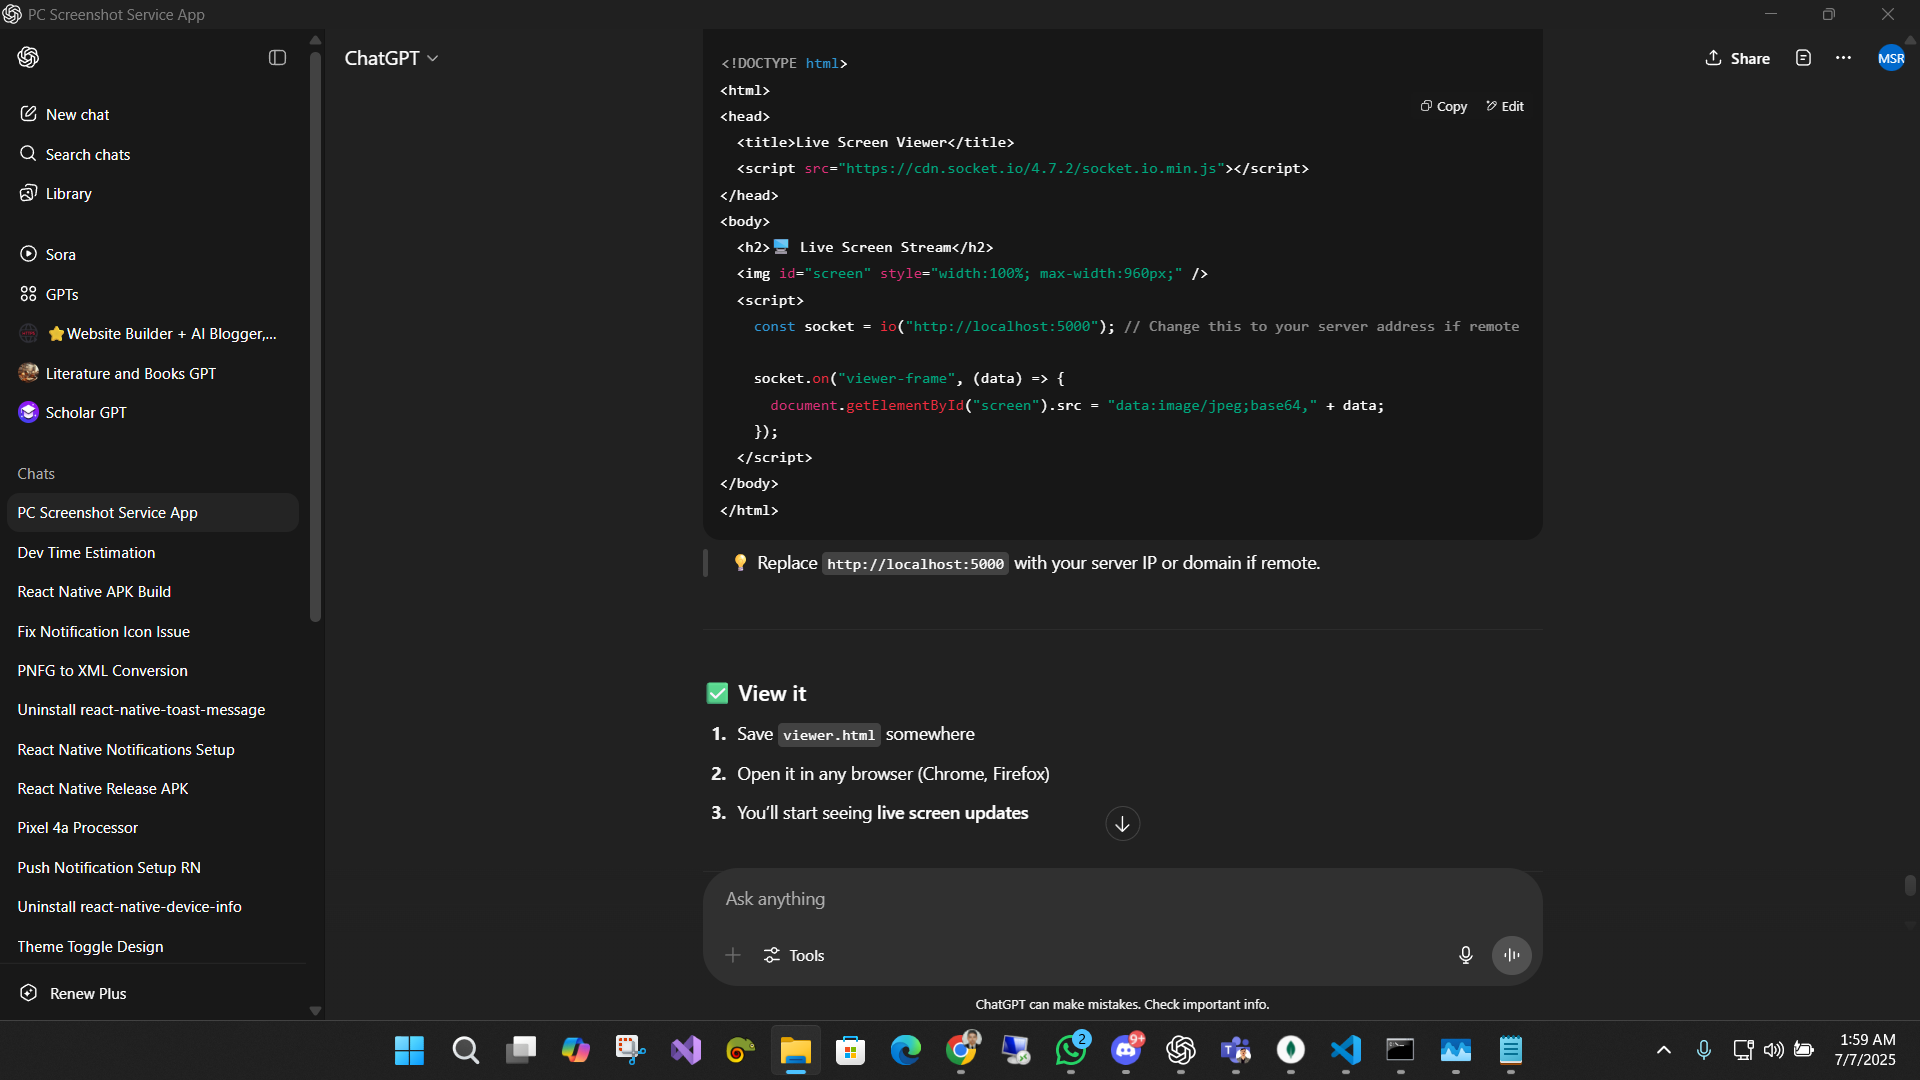 PC Screenshot Service App
ChatGPT
Share
MSR
New chat
Search chats
Library
Sora
GPTs
⭐Website Builder + AI Blogger,...
Literature and Books GPT
Scholar GPT
Chats
PC Screenshot Service App
Dev Time Estimation
React Native APK Build
Fix Notification Icon Issue
PNFG to XML Conversion
Uninstall react-native-toast-message
React Native Notifications Setup
React Native Release APK
Pixel 4a Processor
Push Notification Setup RN
Uninstall react-native-device-info
Theme Toggle Design
Renew Plus
Copy
Edit
<!DOCTYPE html>
<html>
<head>
  <title>Live Screen Viewer</title>
  <script src="https://cdn.socket.io/4.7.2/socket.io.min.js"></script>
</head>
<body>
  <h2>🖥️ Live Screen Stream</h2>
  <img id="screen" style="width:100%; max-width:960px;" />
  <script>
    const socket = io("http://localhost:5000"); // Change this to your server address if remote
    socket.on("viewer-frame", (data) => {
      document.getElementById("screen").src = "data:image/jpeg;base64," + data;
    });
  </script>
</body>
</html>
💡 Replace http://localhost:5000 with your server IP or domain if remote.
✅ View it
1. Save viewer.html somewhere
2. Open it in any browser (Chrome, Firefox)
3. You'll start seeing live screen updates
Ask anything
Tools
ChatGPT can make mistakes. Check important info.
2
9+
1:59 AM
7/7/2025